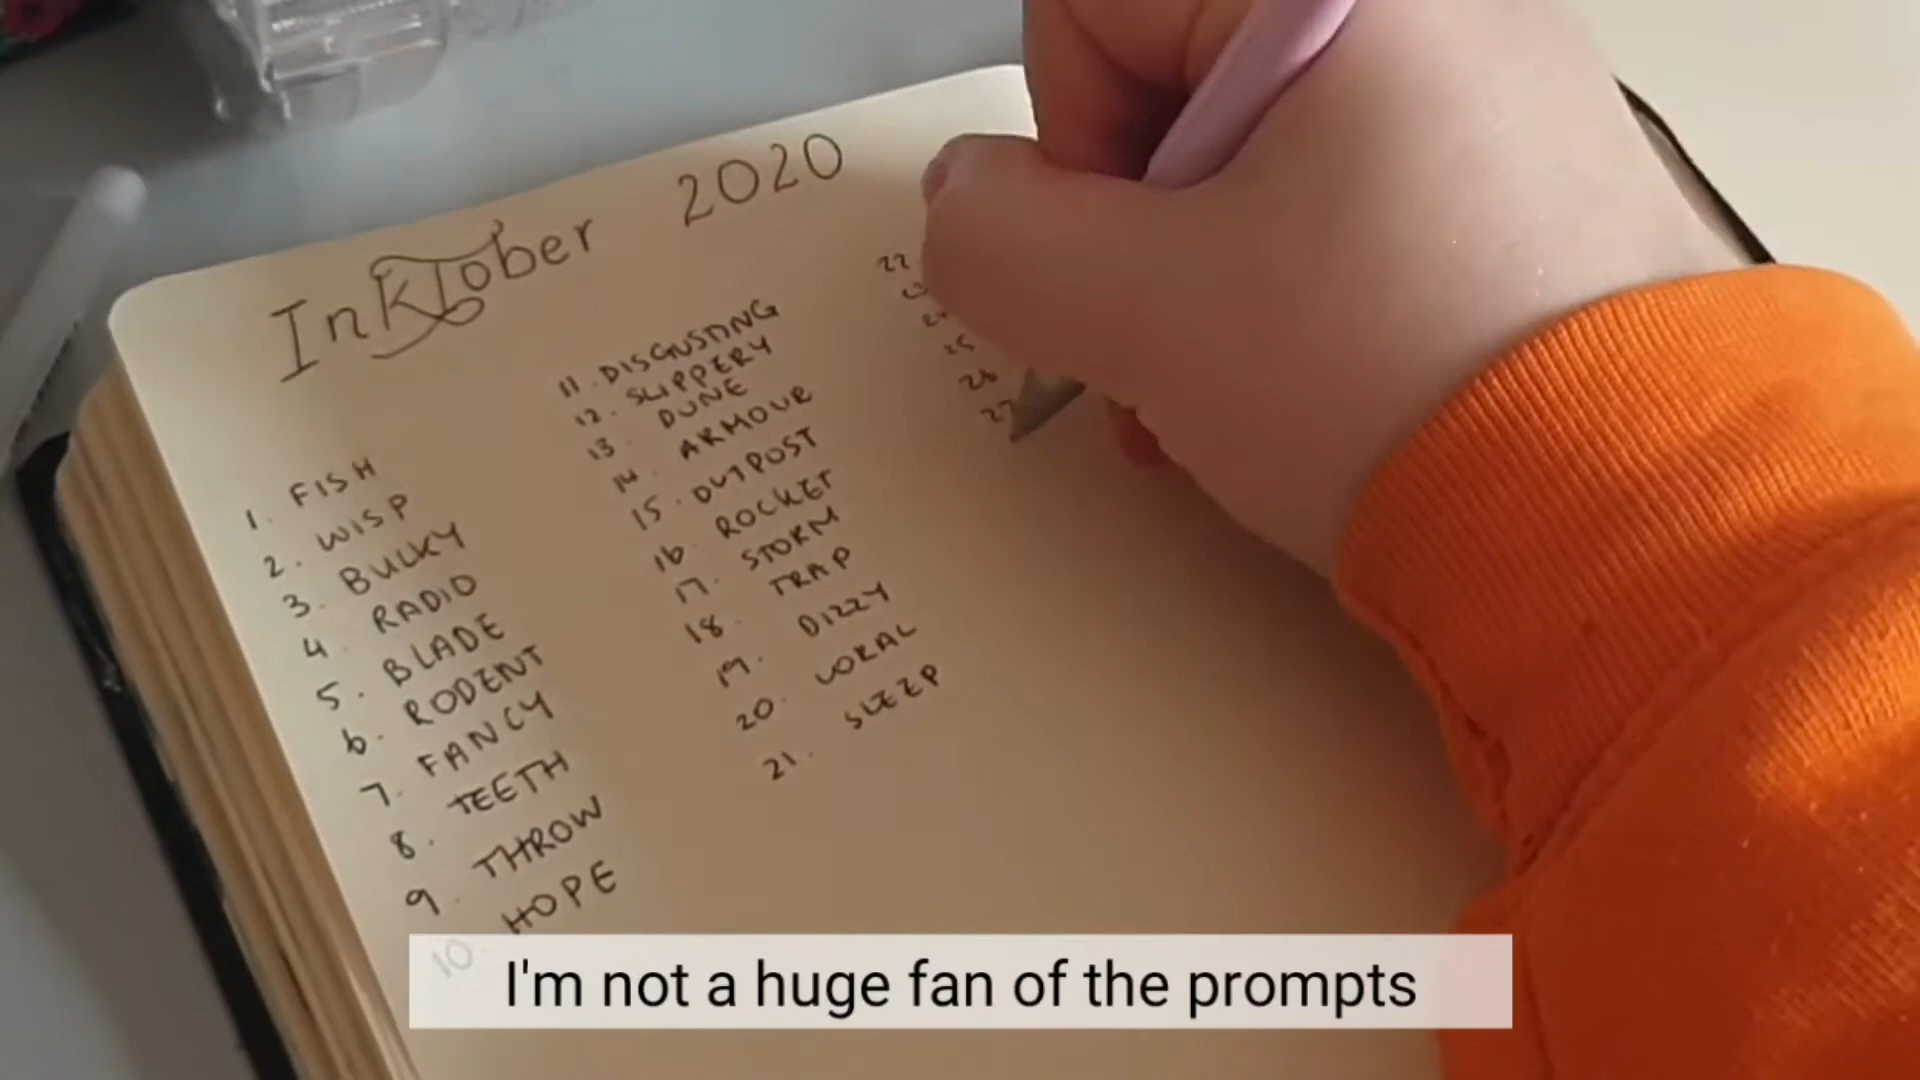 InkTober 2020
1. FISH
2. WISP
3. BULKY
4. RADIO
5. BLADE
6. RODENT
7. FANCY
8. TEETH
9. THROW
10. HOPE
11. DISGUSTING
12. SLIPPERY
13. DUNE
14. ARMOUR
15. OUTPOST
16. ROCKET
17. STORM
18. TRAP
19. DIZZY
20. CORAL
21. SLEEP
22
23
24
25
26
27
I'm not a huge fan of the prompts